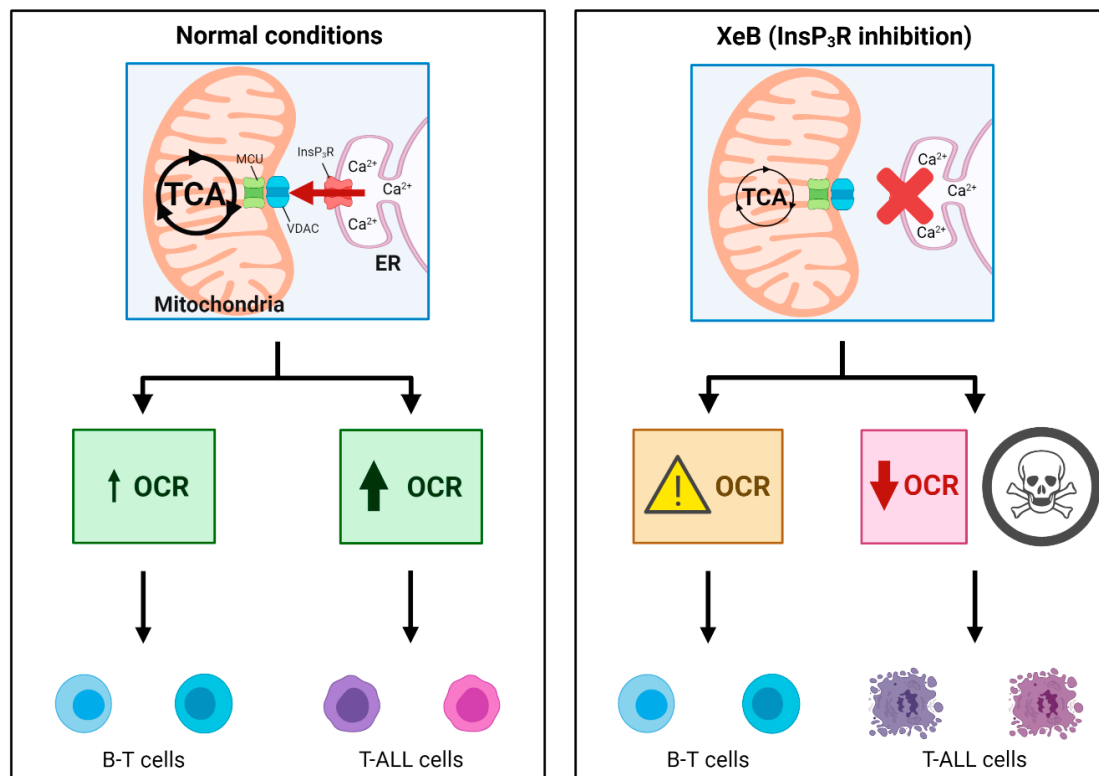 Normal conditions
TCA
MCU
InsP₃R
VDAC
Ca²⁺
Ca²⁺
Ca²⁺
ER
Mitochondria
OCR
OCR
B-T cells
T-ALL cells
XeB (InsP₃R inhibition)
TCA
Ca²⁺
Ca²⁺
Ca²⁺
! OCR
OCR
B-T cells
T-ALL cells